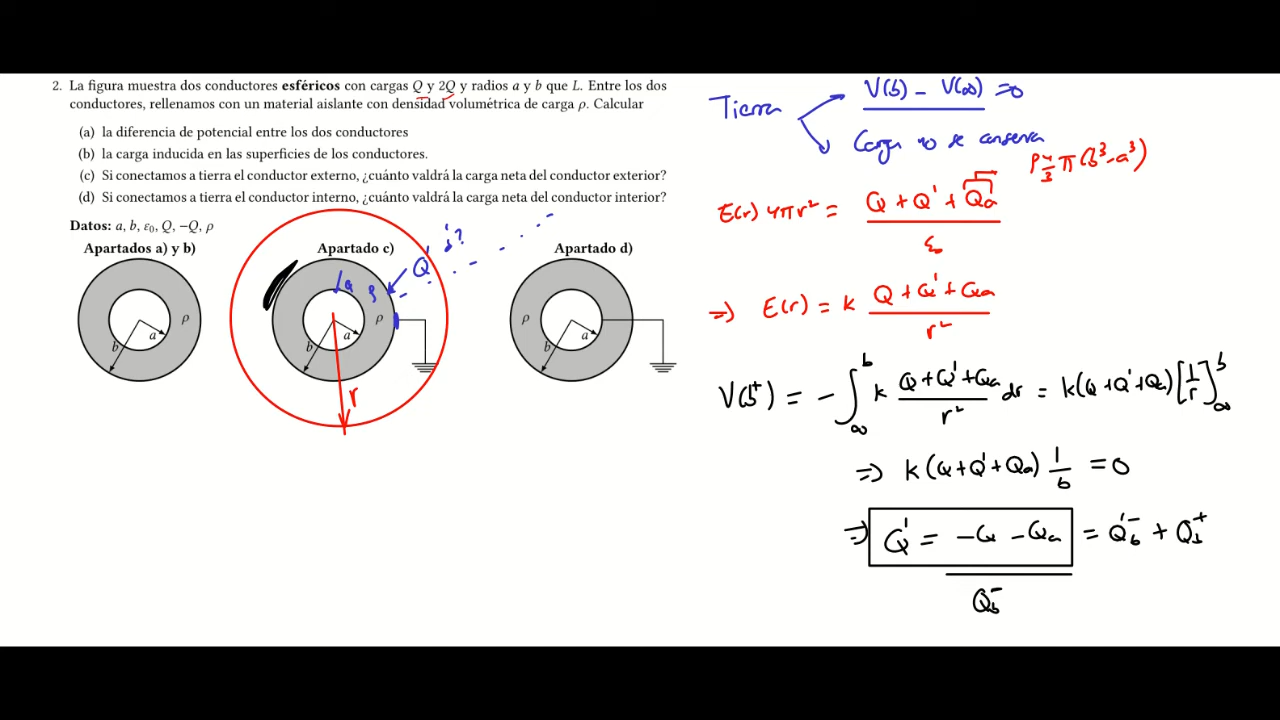 2. La figura muestra dos conductores esféricos con cargas Q y 2Q y radios a y b que L. Entre los dos
conductores, rellenamos con un material aislante con densidad volumétrica de carga ρ. Calcular
(a) la diferencia de potencial entre los dos conductores
(b) la carga inducida en las superficies de los conductores.
(c) Si conectamos a tierra el conductor externo, ¿cuánto valdrá la carga neta del conductor exterior?
(d) Si conectamos a tierra el conductor interno, ¿cuánto valdrá la carga neta del conductor interior?
Datos: a, b, ε₀, Q, −Q, ρ
Apartados a) y b)
Apartado c)
Apartado d)
ρ
a
b
Q
Q' ¿?
ρ
a
b
r
ρ
a
b
Tierra
V(b) − V(∞) = 0
Carga no se conserva
ρ 4/3 π (b³−a³)
E(r) 4πr² = (Q + Q' + Qa) / ε₀
⇒ E(r) = k (Q + Q' + Qa) / r²
V(b⁺) = − ∫_∞^b k (Q+Q'+Qa) / r² dr = k(Q+Q'+Qa) [1/r]_∞^b
⇒ k(Q+Q'+Qa) 1/b = 0
⇒ Q' = −Q −Qa = Q'b⁻ + Qb⁺
Qb⁻